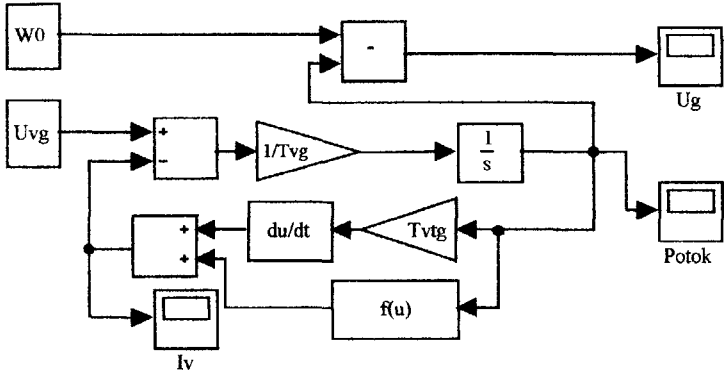 W0
-
Ug
Uvg
+
−
1/Tvg
1
s
Potok
+
+
du/dt
Tvtg
f(u)
Iv